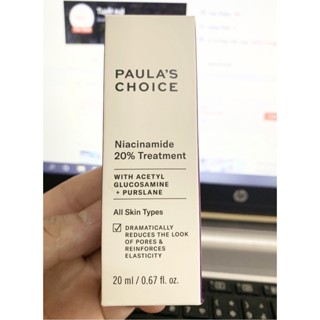 PAULA'S
CHOICE
Niacinamide
20% Treatment
WITH ACETYL
GLUCOSAMINE
+ PURSLANE
All Skin Types
DRAMATICALLY
REDUCES THE LOOK
OF PORES &
REINFORCES
ELASTICITY
20 ml / 0.67 fl. oz.
hp